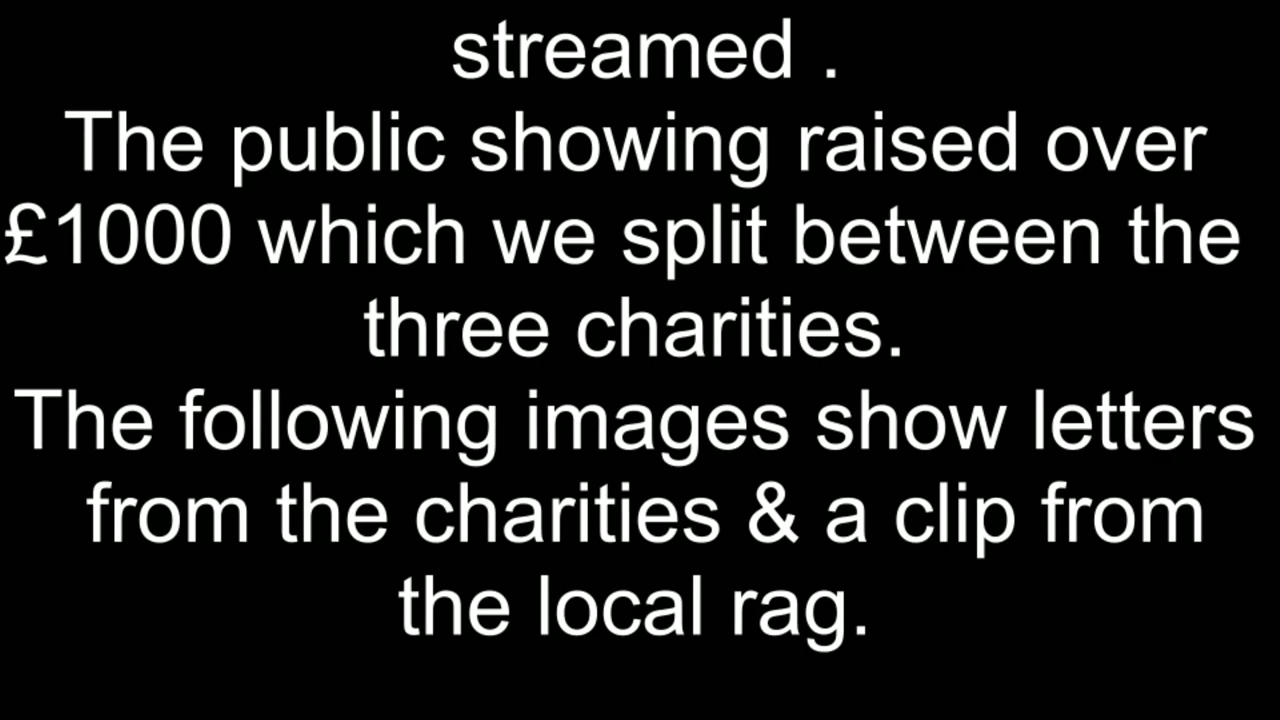 streamed .
The public showing raised over
£1000 which we split between the
three charities.
The following images show letters
from the charities & a clip from
the local rag.